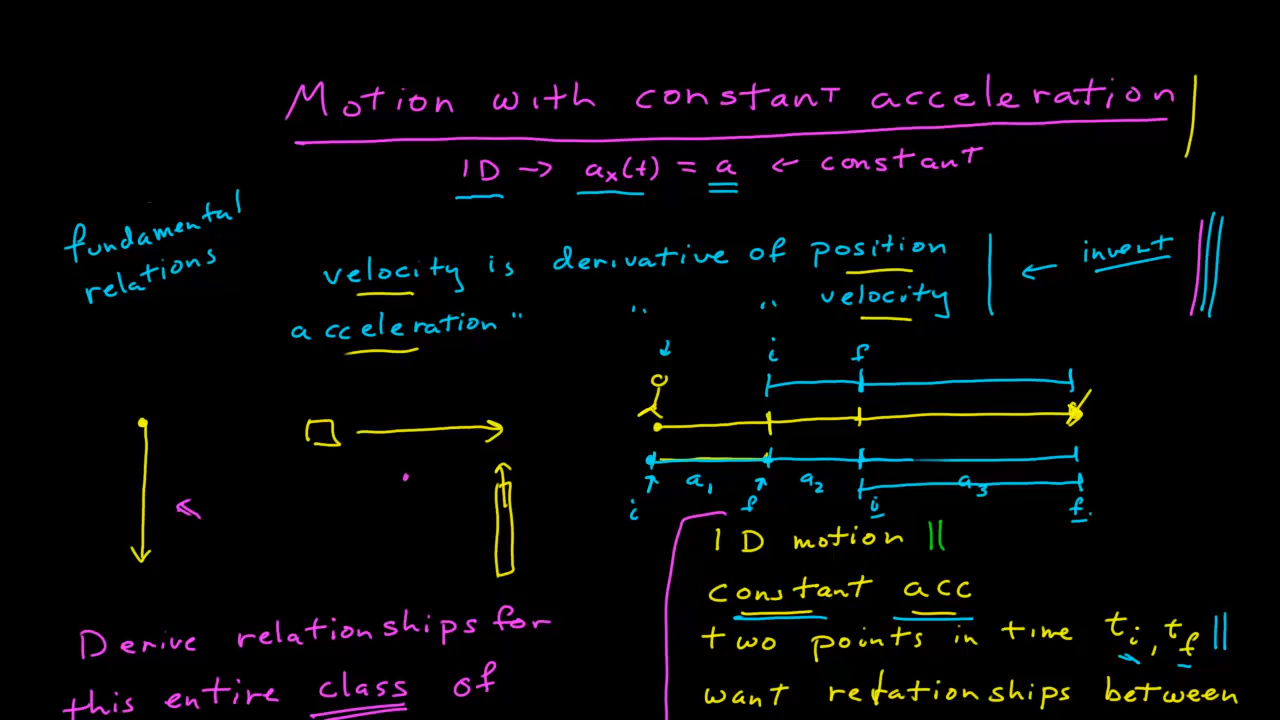 Motion with constant acceleration
1D → aₓ(t) = a ← constant
fundamental
relations
velocity is derivative of position
← invert
acceleration " " " velocity
i f
a₁ a₂ a₃
i f i f
1D motion
constant acc
two points in time tᵢ, t_f
want relationships between
Derive relationships for
this entire class of